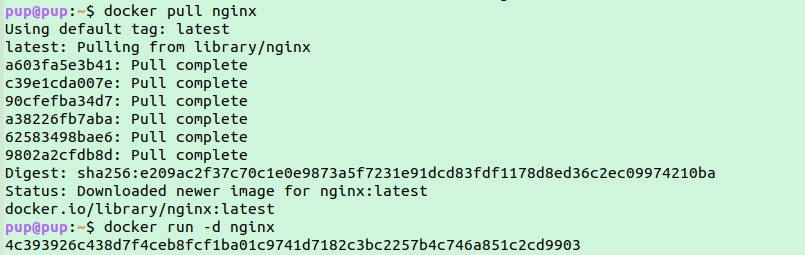 pup@pup:~$ docker pull nginx
Using default tag: latest
latest: Pulling from library/nginx
a603fa5e3b41: Pull complete
c39e1cda007e: Pull complete
90cfefba34d7: Pull complete
a38226fb7aba: Pull complete
62583498bae6: Pull complete
9802a2cfdb8d: Pull complete
Digest: sha256:e209ac2f37c70c1e0e9873a5f7231e91dcd83fdf1178d8ed36c2ec09974210ba
Status: Downloaded newer image for nginx:latest
docker.io/library/nginx:latest
pup@pup:~$ docker run -d nginx
4c393926c438d7f4ceb8fcf1ba01c9741d7182c3bc2257b4c746a851c2cd9903